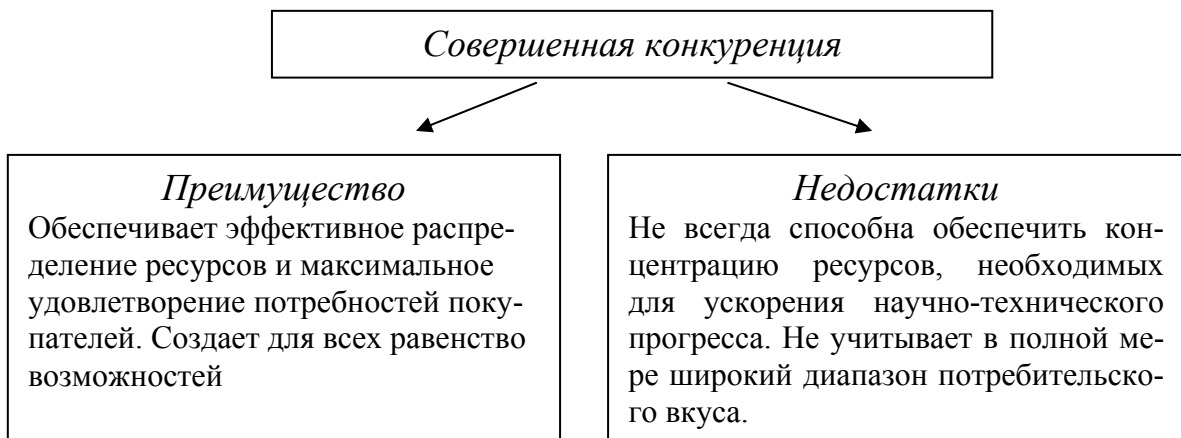 Совершенная конкуренция
Преимущество
Обеспечивает эффективное распре-
деление ресурсов и максимальное
удовлетворение потребностей поку-
пателей. Создает для всех равенство
возможностей
Недостатки
Не всегда способна обеспечить кон-
центрацию ресурсов, необходимых
для ускорения научно-технического
прогресса. Не учитывает в полной ме-
ре широкий диапазон потребительско-
го вкуса.